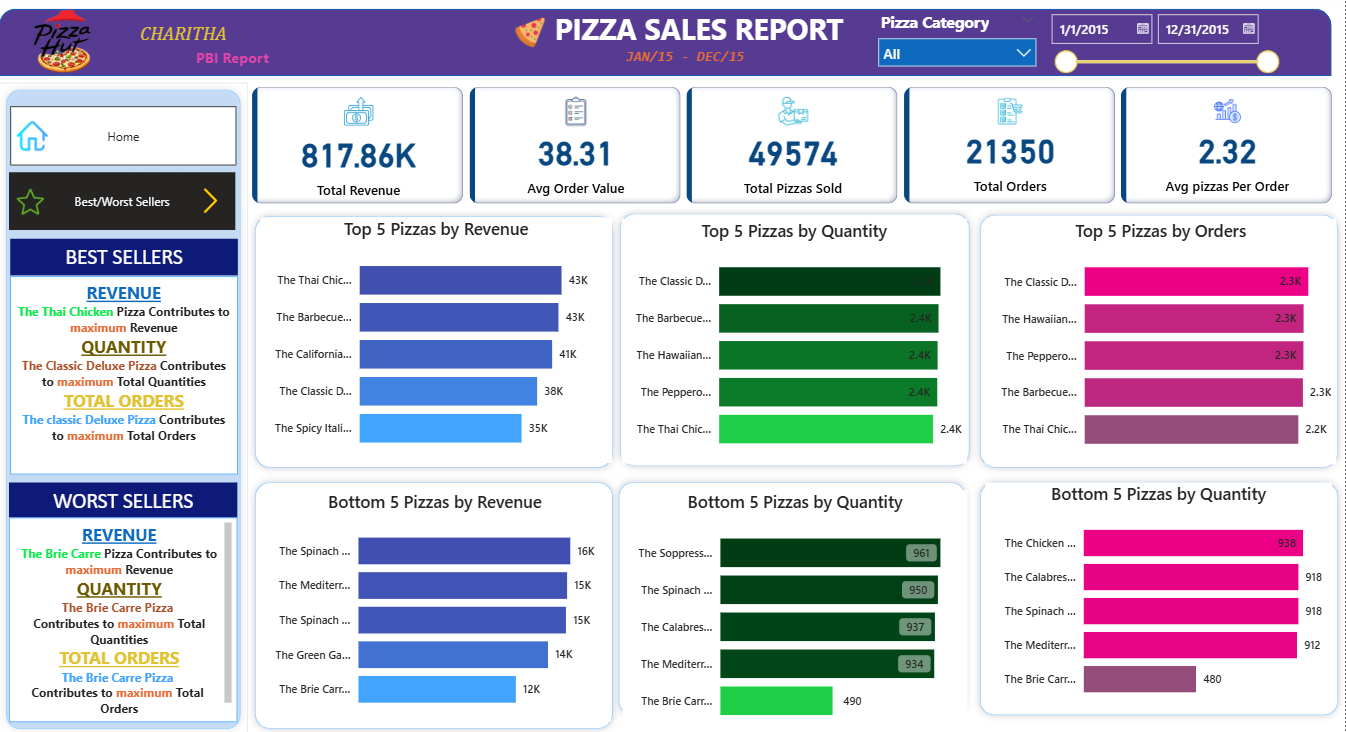 Pizza
Hut
CHARITHA
PBI Report
PIZZA SALES REPORT
JAN/15 - DEC/15
Pizza Category
All
1/1/2015
12/31/2015
Home
Best/Worst Sellers
BEST SELLERS
REVENUE
The Thai Chicken Pizza Contributes to
maximum Revenue
QUANTITY
The Classic Deluxe Pizza Contributes
to maximum Total Quantities
TOTAL ORDERS
The classic Deluxe Pizza Contributes
to maximum Total Orders
WORST SELLERS
REVENUE
The Brie Carre Pizza Contributes to
maximum Revenue
QUANTITY
The Brie Carre Pizza
Contributes to maximum Total
Quantities
TOTAL ORDERS
The Brie Carre Pizza
Contributes to maximum Total
Orders
817.86K
Total Revenue
38.31
Avg Order Value
49574
Total Pizzas Sold
21350
Total Orders
2.32
Avg pizzas Per Order
Top 5 Pizzas by Revenue
The Thai Chic... 43K
The Barbecue... 43K
The California... 41K
The Classic D... 38K
The Spicy Itali... 35K
Top 5 Pizzas by Quantity
The Classic D...
The Barbecue... 2.4K
The Hawaiian... 2.4K
The Peppero... 2.4K
The Thai Chic... 2.4K
Top 5 Pizzas by Orders
The Classic D... 2.3K
The Hawaiian... 2.3K
The Peppero... 2.3K
The Barbecue... 2.3K
The Thai Chic... 2.2K
Bottom 5 Pizzas by Revenue
The Spinach ... 16K
The Mediterr... 15K
The Spinach ... 15K
The Green Ga... 14K
The Brie Carr... 12K
Bottom 5 Pizzas by Quantity
The Soppress... 961
The Spinach ... 950
The Calabres... 937
The Mediterr... 934
The Brie Carr... 490
Bottom 5 Pizzas by Quantity
The Chicken ... 938
The Calabres... 918
The Spinach ... 918
The Mediterr... 912
The Brie Carr... 480